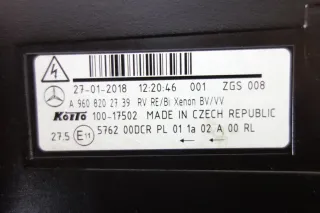 27-01-2018 12:20:46 001 ZGS 008
A 960 820 27 39 RV RE/Bi Xenon BV/VV
KOITO 100-17502 MADE IN CZECH REPUBLIC
27.5 E11 5762 00DCR PL 01 1a 02 A 00 RL